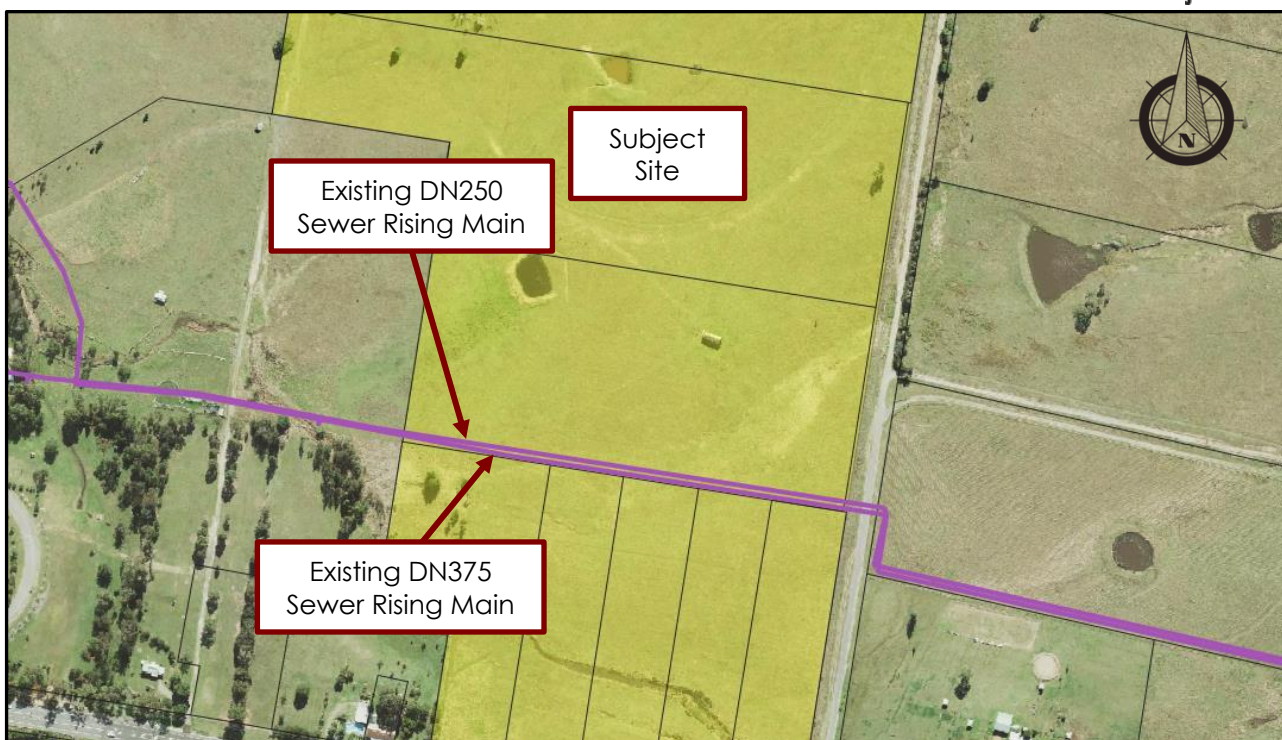 Subject
Site
Existing DN250
Sewer Rising Main
Existing DN375
Sewer Rising Main
N